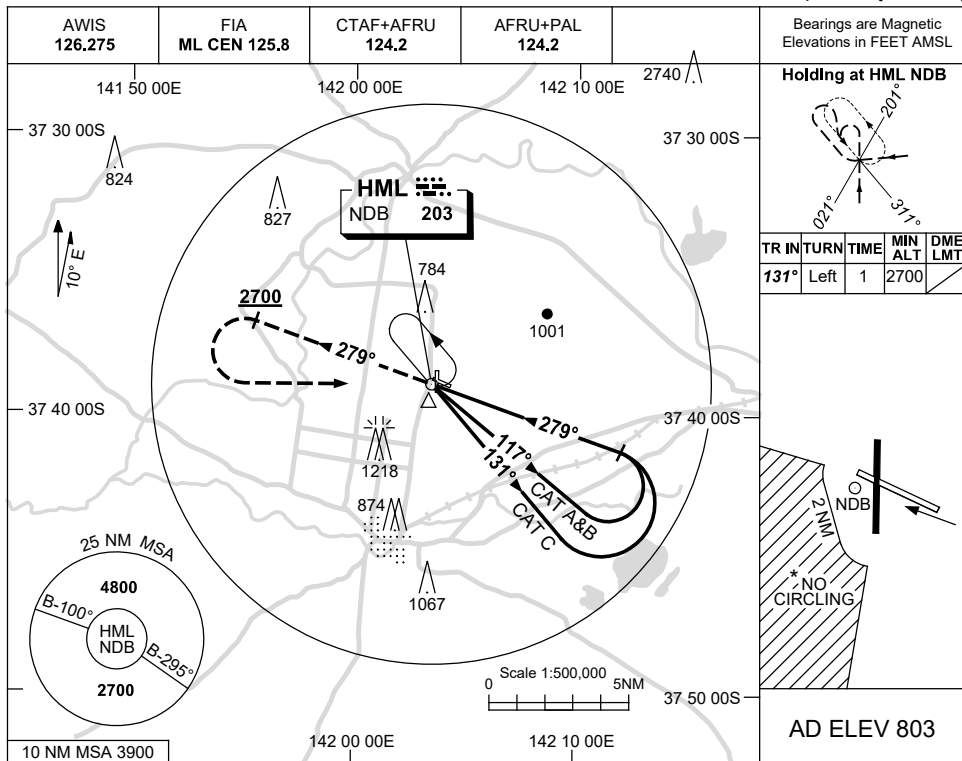 AWIS
126.275
FIA
ML CEN 125.8
CTAF+AFRU
124.2
AFRU+PAL
124.2
Bearings are Magnetic
Elevations in FEET AMSL
141 50 00E
142 00 00E
142 10 00E
2740
37 30 00S
37 30 00S
824
827
10° E
HML
NDB 203
784
1001
2700
279°
279°
117°
131°
CAT A&B
CAT C
37 40 00S
37 40 00S
1218
874
1067
25 NM MSA
4800
B-100°
HML
NDB
B-295°
2700
Scale 1:500,000
0 5NM
37 50 00S
142 00 00E
142 10 00E
10 NM MSA 3900
Holding at HML NDB
201°
021°
311°
TR IN TURN TIME MIN ALT DME LMT
131° Left 1 2700
NDB
2 NM
* NO
CIRCLING
AD ELEV 803